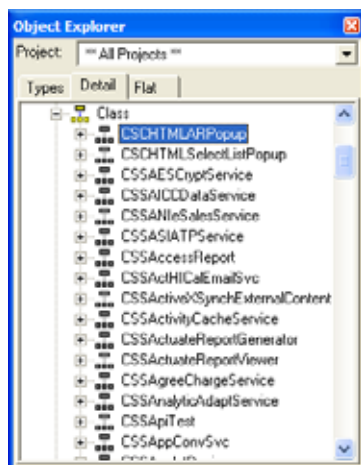 Object Explorer
Project: ** All Projects **
Types Detail Flat
Class
CSCHTMLARPopup
CSCHTMLSelectListPopup
CSSAESCryptService
CSSAICCDataService
CSSANIeSalesService
CSSASIATPService
CSSAccessReport
CSSActHICalEmailSvc
CSSActiveXSynchExternalContent
CSSActivityCacheService
CSSActuateReportGenerator
CSSActuateReportViewer
CSSAgreeChargeService
CSSAnalyticAdaptService
CSSApiTest
CSSAppConvSvc